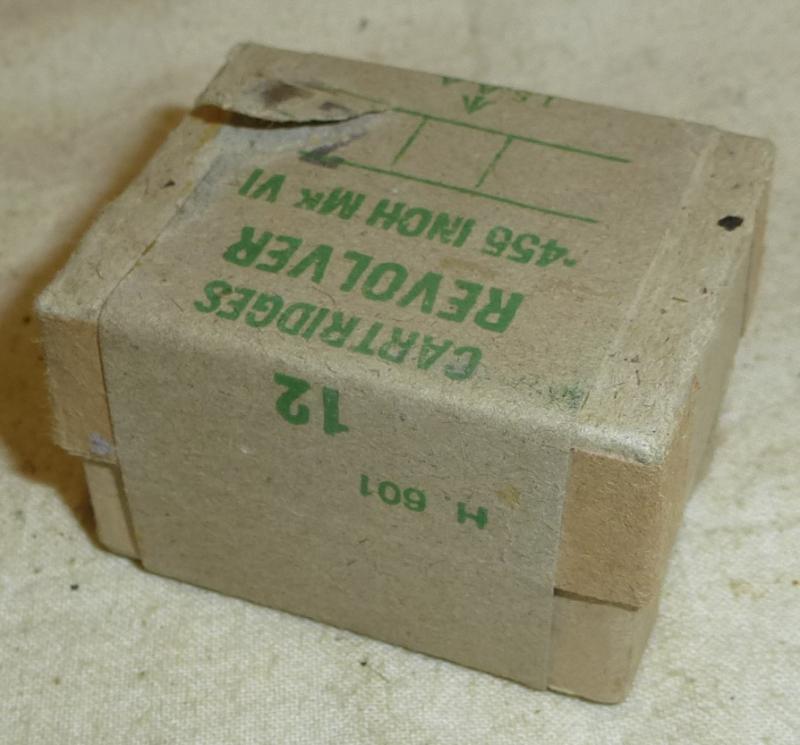 H 601
12
CARTRIDGES
REVOLVER
·455 INCH MK VI